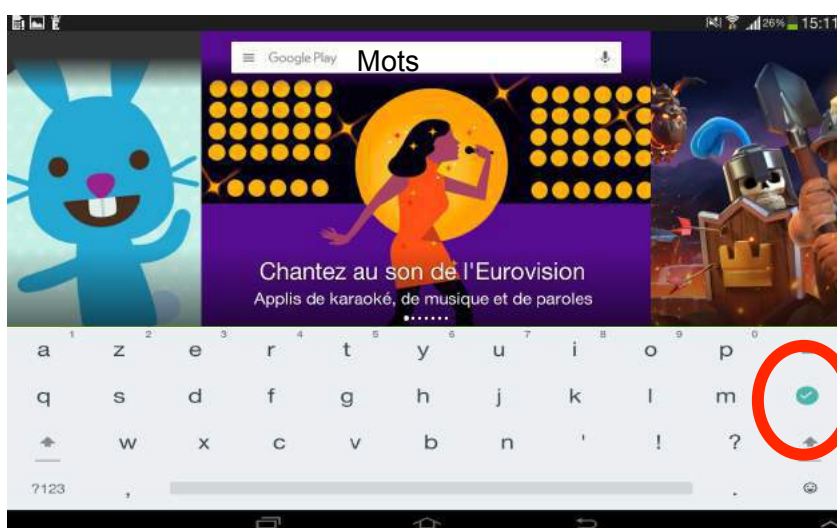 26% 15:11
Google Play Mots
Chantez au son de l'Eurovision
Applis de karaoké, de musique et de paroles
1 2 3 4 5 6 7 8 9 0
a z e r t y u i o p
q s d f g h j k l m
w x c v b n ' ! ?
?123 , .